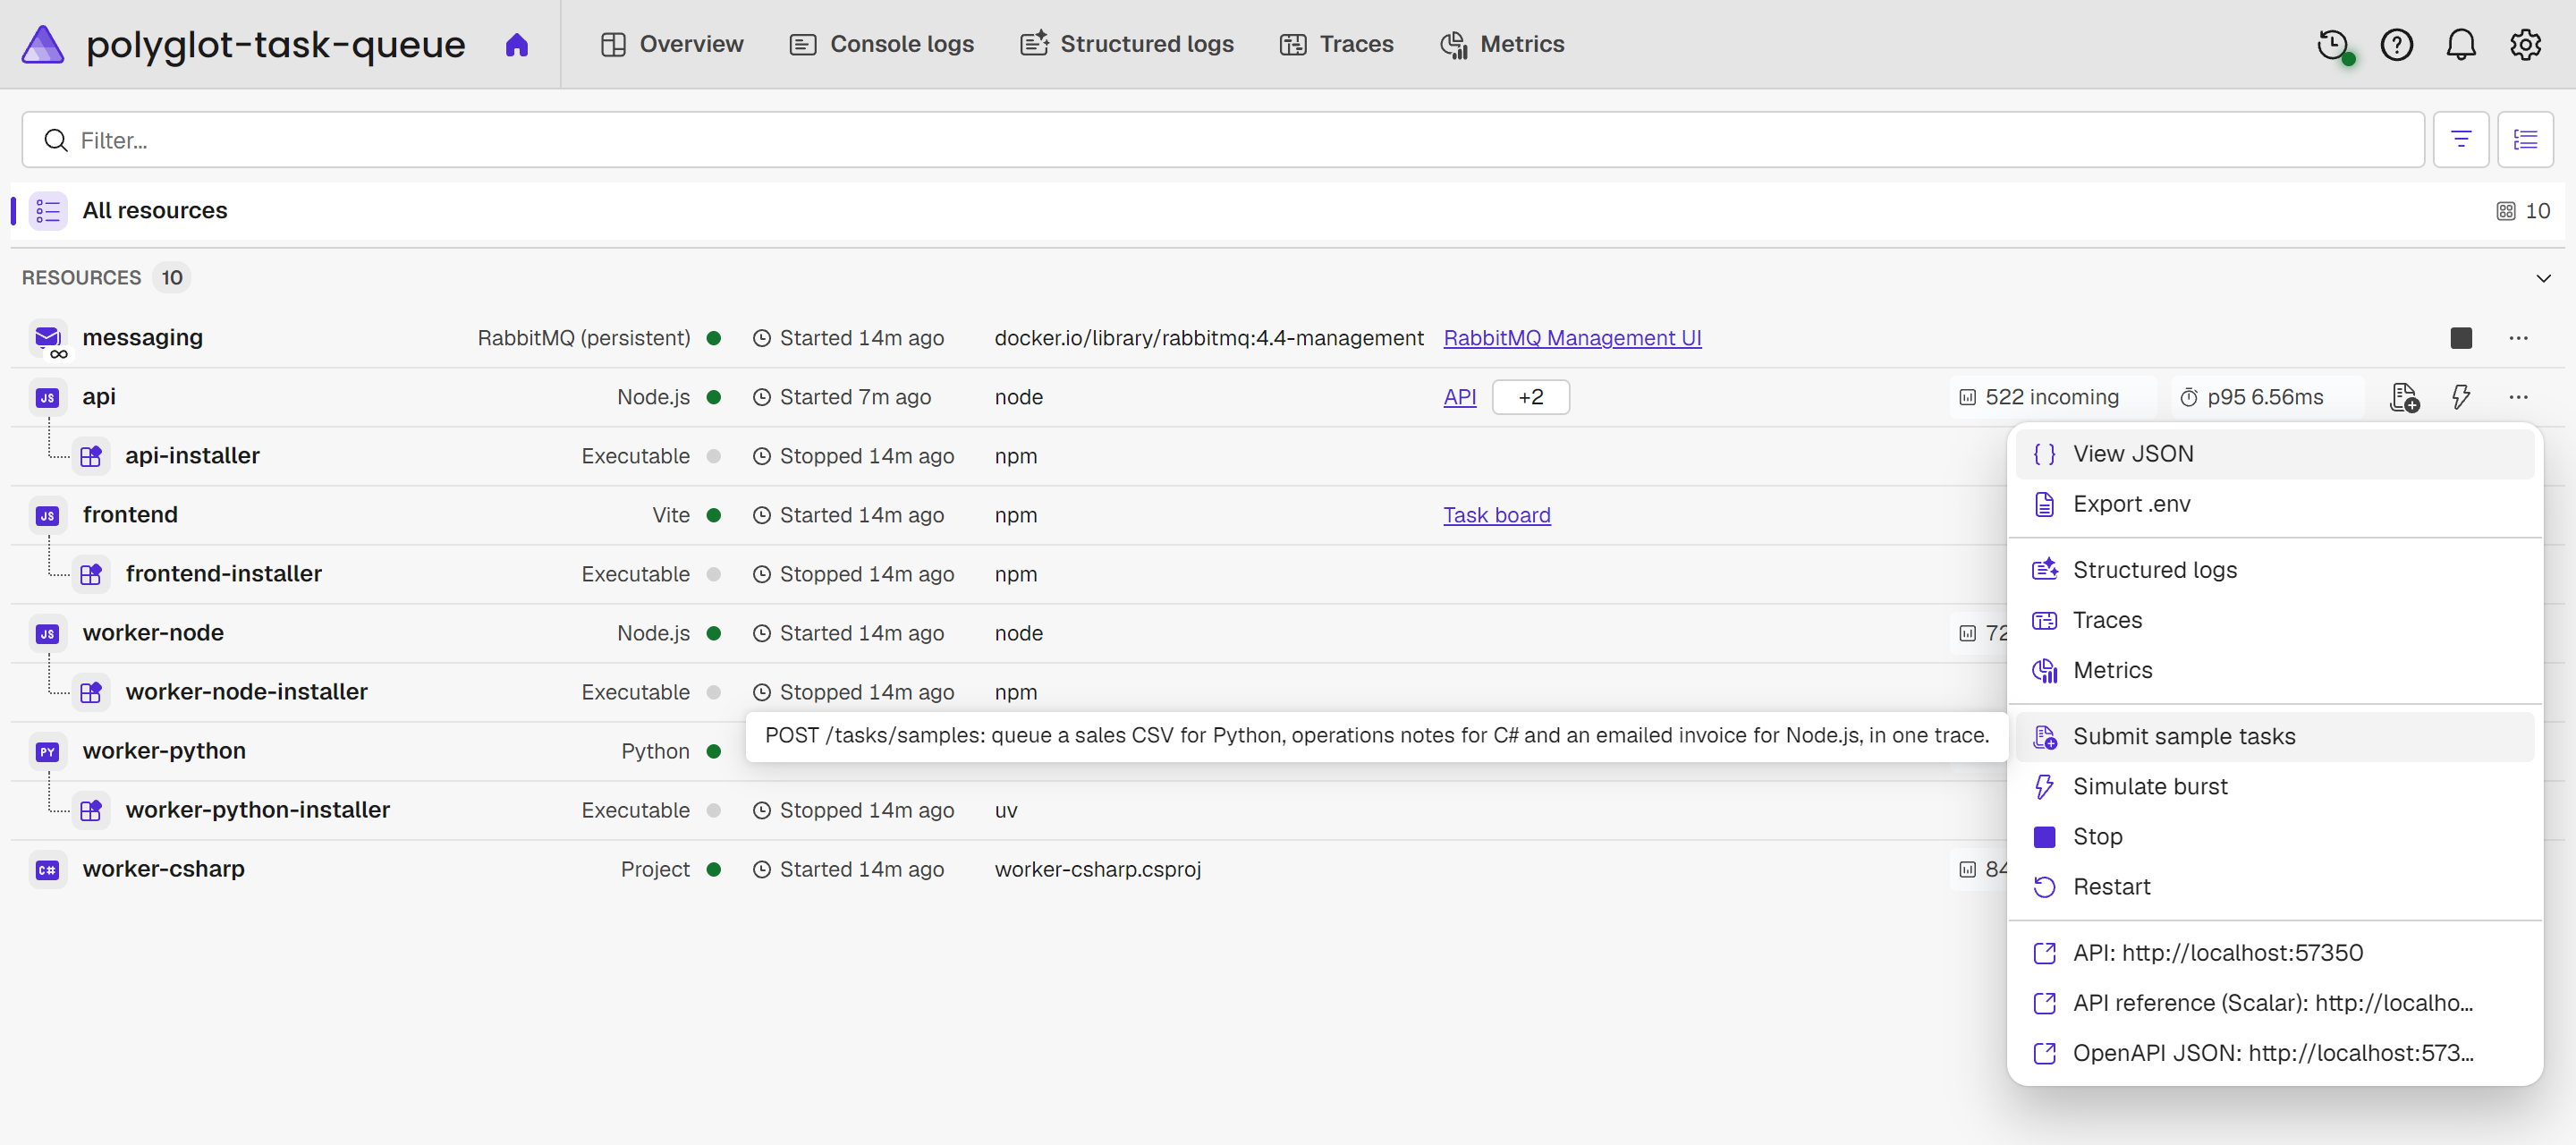 polyglot-task-queue
Overview
Console logs
Structured logs
Traces
Metrics
Filter...
All resources
10
RESOURCES 10
messaging RabbitMQ (persistent) Started 14m ago docker.io/library/rabbitmq:4.4-management RabbitMQ Management UI
JS api Node.js Started 7m ago node API +2 522 incoming p95 6.56ms
api-installer Executable Stopped 14m ago npm
JS frontend Vite Started 14m ago npm Task board
frontend-installer Executable Stopped 14m ago npm
JS worker-node Node.js Started 14m ago node 72
worker-node-installer Executable Stopped 14m ago npm
PY worker-python Python
worker-python-installer Executable Stopped 14m ago uv
C# worker-csharp Project Started 14m ago worker-csharp.csproj 84
POST /tasks/samples: queue a sales CSV for Python, operations notes for C# and an emailed invoice for Node.js, in one trace.
View JSON
Export .env
Structured logs
Traces
Metrics
Submit sample tasks
Simulate burst
Stop
Restart
API: http://localhost:57350
API reference (Scalar): http://localho...
OpenAPI JSON: http://localhost:573...